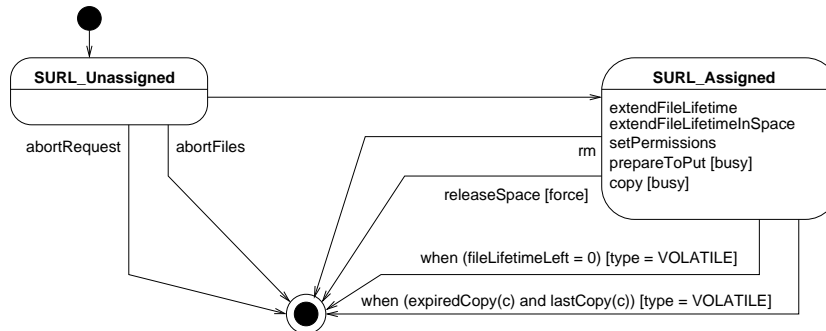 SURL_Unassigned
SURL_Assigned
extendFileLifetime
extendFileLifetimeInSpace
setPermissions
prepareToPut [busy]
copy [busy]
abortRequest
abortFiles
rm
releaseSpace [force]
when (fileLifetimeLeft = 0) [type = VOLATILE]
when (expiredCopy(c) and lastCopy(c)) [type = VOLATILE]